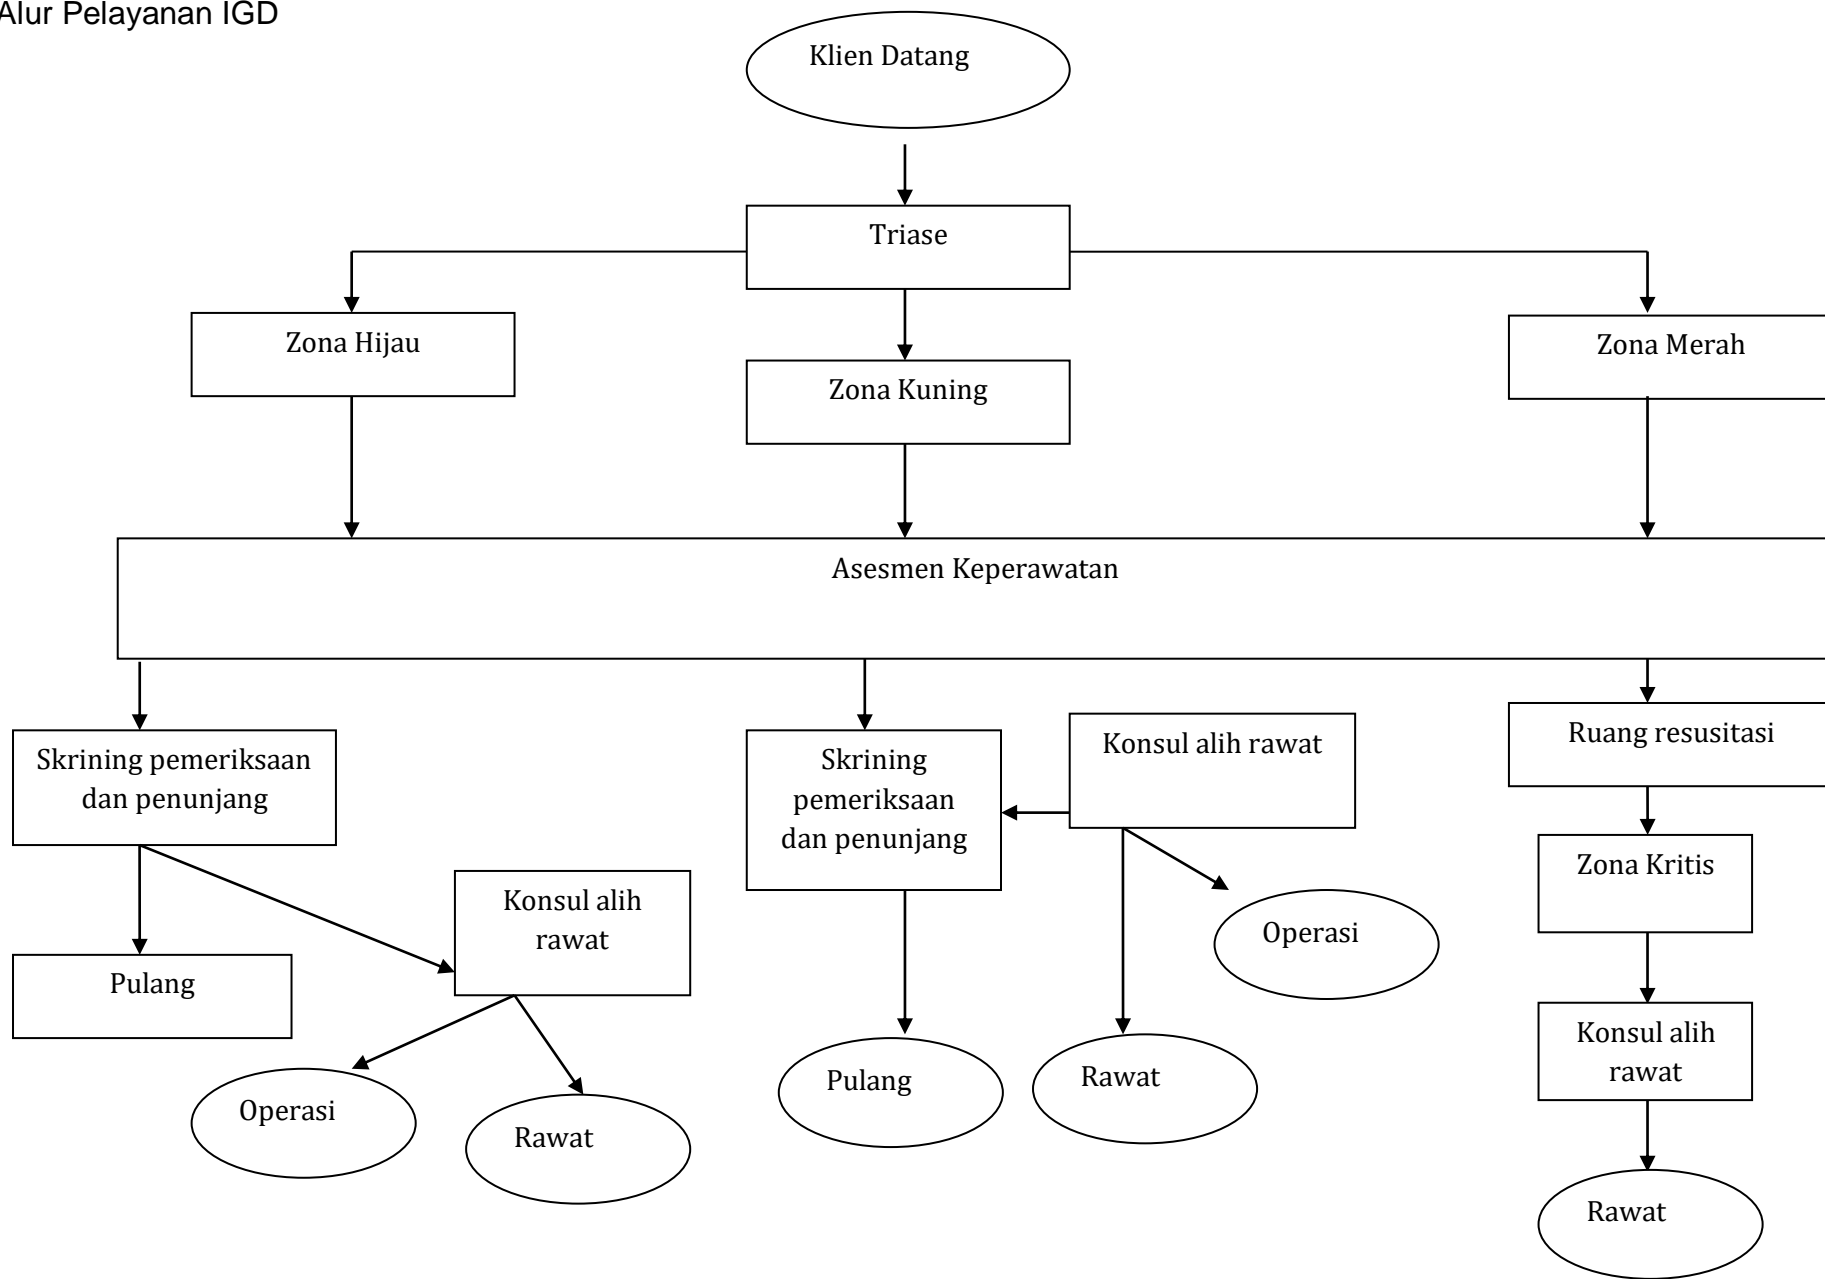 Alur Pelayanan IGD
Klien Datang
Triase
Zona Hijau
Zona Kuning
Zona Merah
Asesmen Keperawatan
Skrining pemeriksaan
dan penunjang
Pulang
Konsul alih
rawat
Operasi
Rawat
Skrining
pemeriksaan
dan penunjang
Konsul alih rawat
Operasi
Pulang
Rawat
Ruang resusitasi
Zona Kritis
Konsul alih
rawat
Rawat